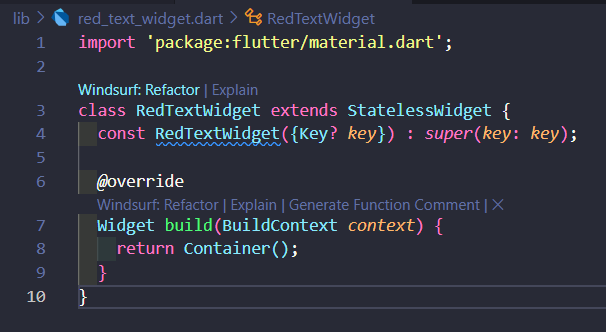 lib > red_text_widget.dart > RedTextWidget
1 import 'package:flutter/material.dart';
2
Windsurf: Refactor | Explain
3 class RedTextWidget extends StatelessWidget {
4 const RedTextWidget({Key? key}) : super(key: key);
5
6 @override
Windsurf: Refactor | Explain | Generate Function Comment | ×
7 Widget build(BuildContext context) {
8 return Container();
9 }
10 }